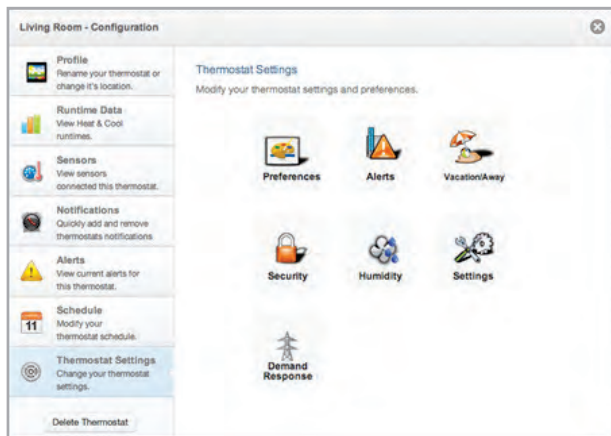 Living Room - Configuration
Profile
Rename your thermostat or
change it's location.
Runtime Data
View Heat & Cool
runtimes.
Sensors
View sensors
connected this thermostat.
Notifications
Quickly add and remove
thermostats notifications
Alerts
View current alerts for
this thermostat.
11
Schedule
Modify your
thermostat schedule.
Thermostat Settings
Change your thermostat
settings.
Delete Thermostat
Thermostat Settings
Modify your thermostat settings and preferences.
Preferences
Alerts
Vacation/Away
Security
Humidity
Settings
Demand
Response